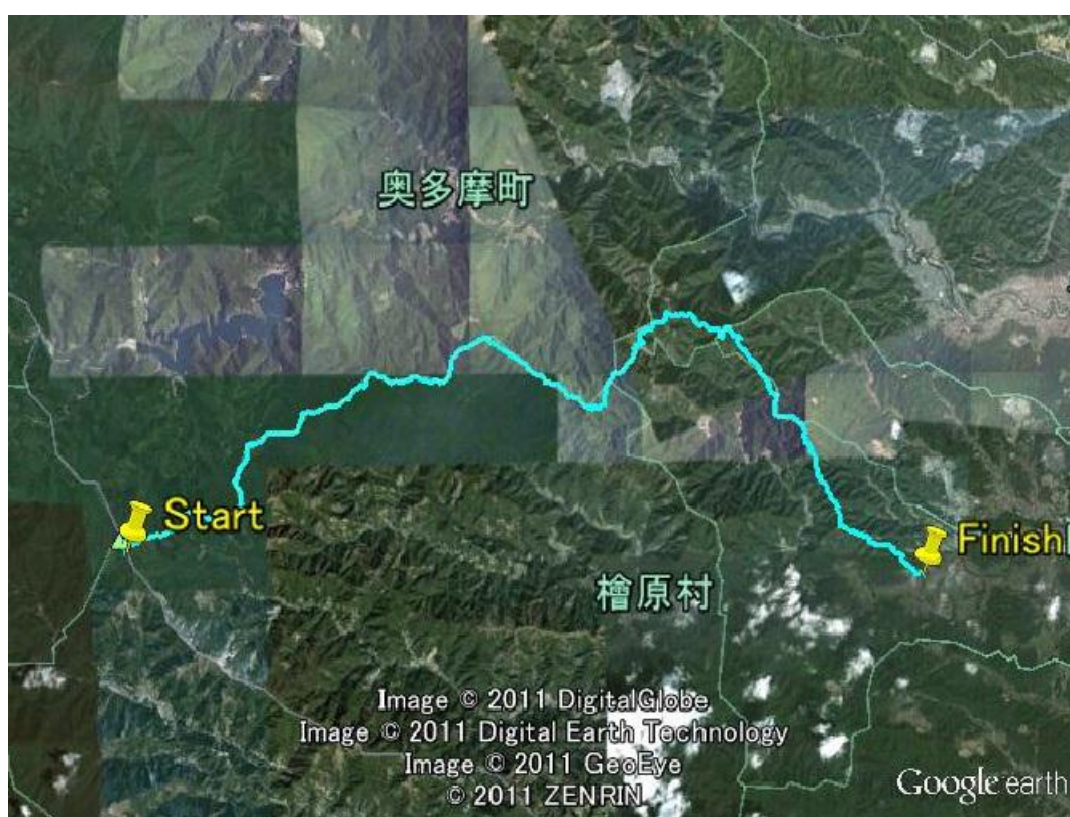 奥多摩町
Start
Finish
檜原村
Image © 2011 DigitalGlobe
Image © 2011 Digital Earth Technology
Image © 2011 GeoEye
© 2011 ZENRIN
Google earth